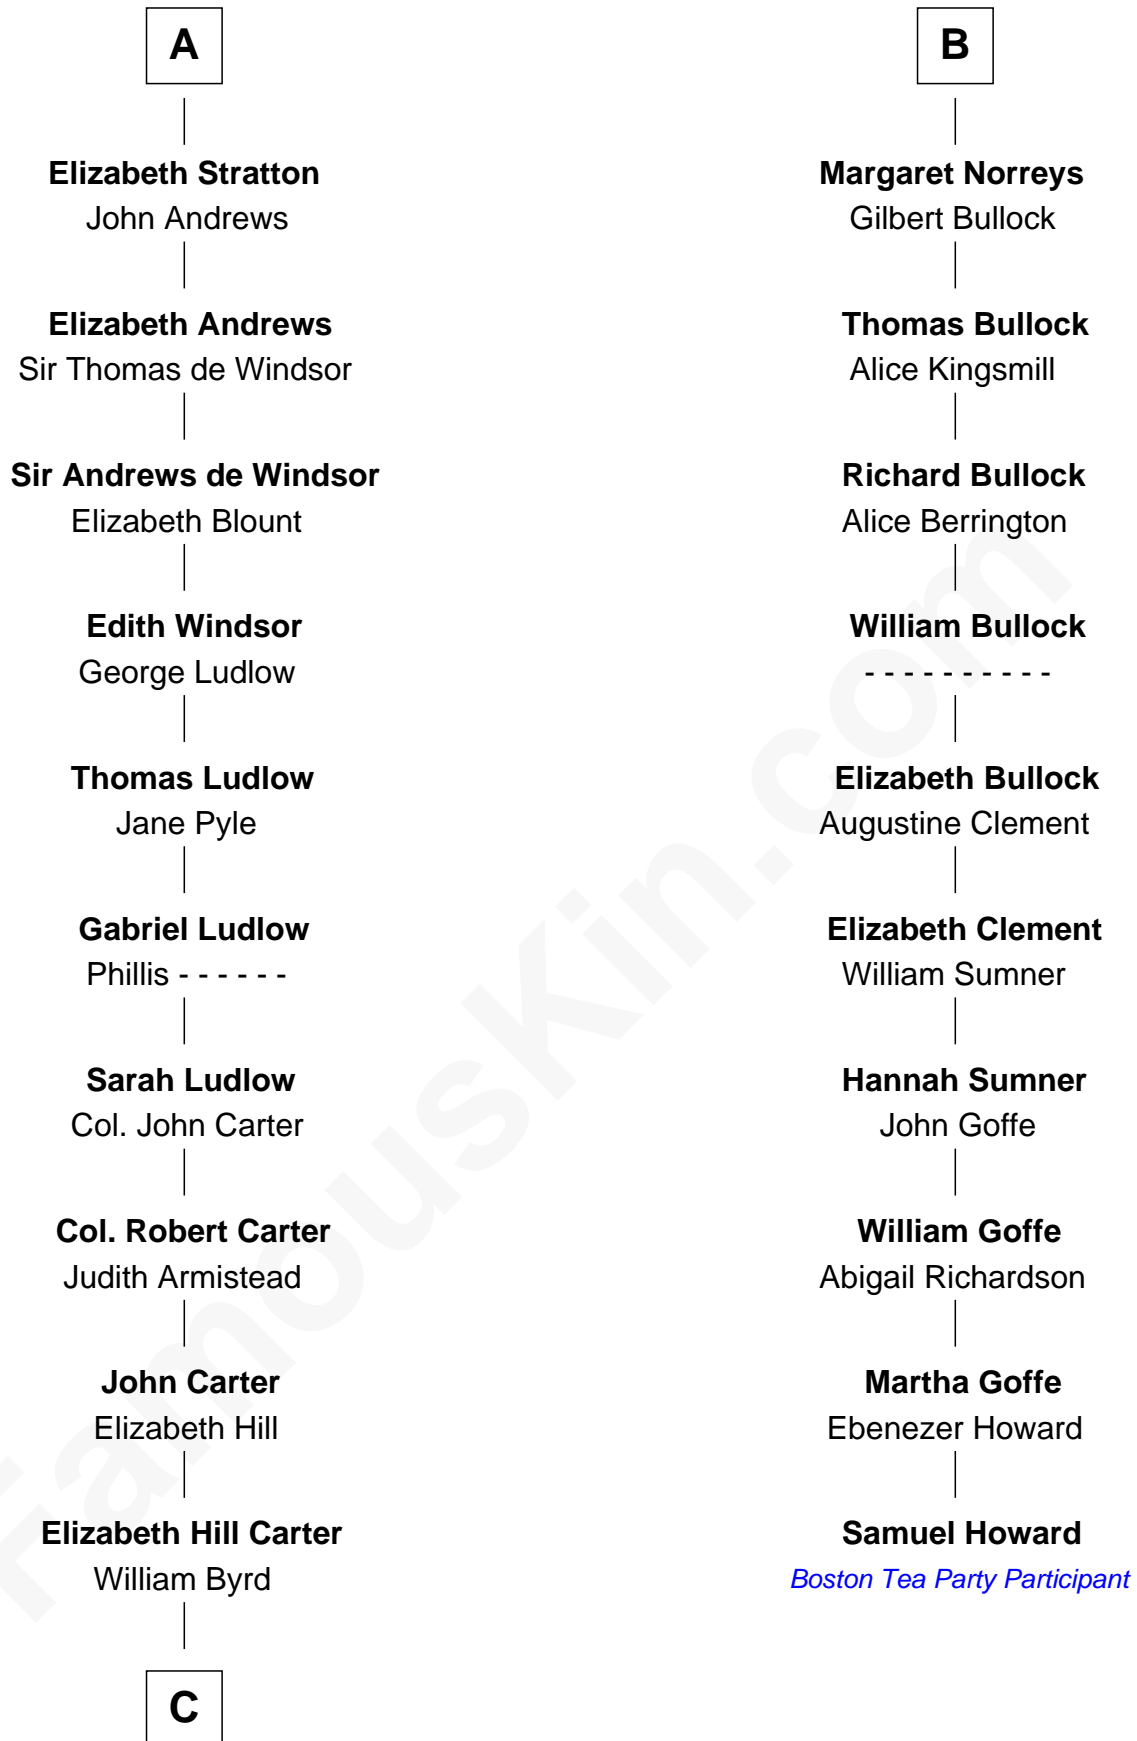 A
Elizabeth Stratton
John Andrews
Elizabeth Andrews
Sir Thomas de Windsor
Sir Andrews de Windsor
Elizabeth Blount
Edith Windsor
George Ludlow
Thomas Ludlow
Jane Pyle
Gabriel Ludlow
Phillis - - - - - -
Sarah Ludlow
Col. John Carter
Col. Robert Carter
Judith Armistead
John Carter
Elizabeth Hill
Elizabeth Hill Carter
William Byrd
C
B
Margaret Norreys
Gilbert Bullock
Thomas Bullock
Alice Kingsmill
Richard Bullock
Alice Berrington
William Bullock
- - - - - - - - - -
Elizabeth Bullock
Augustine Clement
Elizabeth Clement
William Sumner
Hannah Sumner
John Goffe
William Goffe
Abigail Richardson
Martha Goffe
Ebenezer Howard
Samuel Howard
Boston Tea Party Participant
FamousKin.com